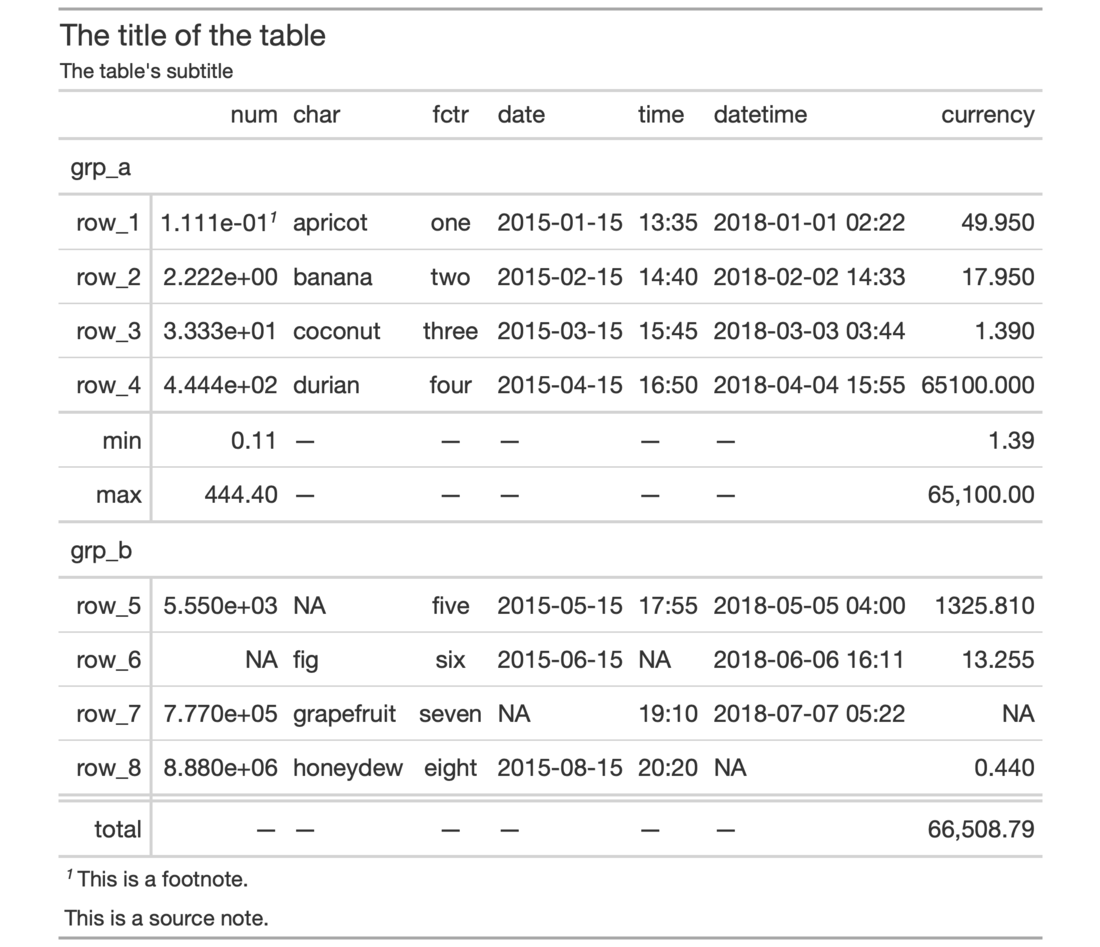 The title of the table
The table's subtitle
num char fctr date time datetime currency
grp_a
row_1 1.111e-01¹ apricot one 2015-01-15 13:35 2018-01-01 02:22 49.950
row_2 2.222e+00 banana two 2015-02-15 14:40 2018-02-02 14:33 17.950
row_3 3.333e+01 coconut three 2015-03-15 15:45 2018-03-03 03:44 1.390
row_4 4.444e+02 durian four 2015-04-15 16:50 2018-04-04 15:55 65100.000
min 0.11 — — — — — 1.39
max 444.40 — — — — — 65,100.00
grp_b
row_5 5.550e+03 NA five 2015-05-15 17:55 2018-05-05 04:00 1325.810
row_6 NA fig six 2015-06-15 NA 2018-06-06 16:11 13.255
row_7 7.770e+05 grapefruit seven NA 19:10 2018-07-07 05:22 NA
row_8 8.880e+06 honeydew eight 2015-08-15 20:20 NA 0.440
total — — — — — — 66,508.79
¹ This is a footnote.
This is a source note.